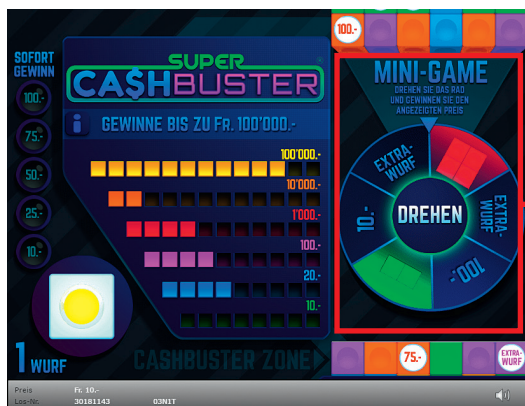 100.-
SOFORT
GEWINN
100.-
75.-
50.-
25.-
10.-
SUPER
CA$HBUSTER
i
GEWINNE BIS ZU FR. 100'000.-
100'000.-
10'000.-
1'000.-
100.-
20.-
10.-
MINI-GAME
DREHEN SIE DAS RAD
UND GEWINNEN SIE DEN
ANGEZEIGTEN PREIS
EXTRA-
WURF
EXTRA-
WURF
10.-
DREHEN
100.-
1 WURF
CASHBUSTER ZONE
75.-
EXTRA-
WURF
Preis
Fr. 10.-
Los-Nr.
30181143
03N1T